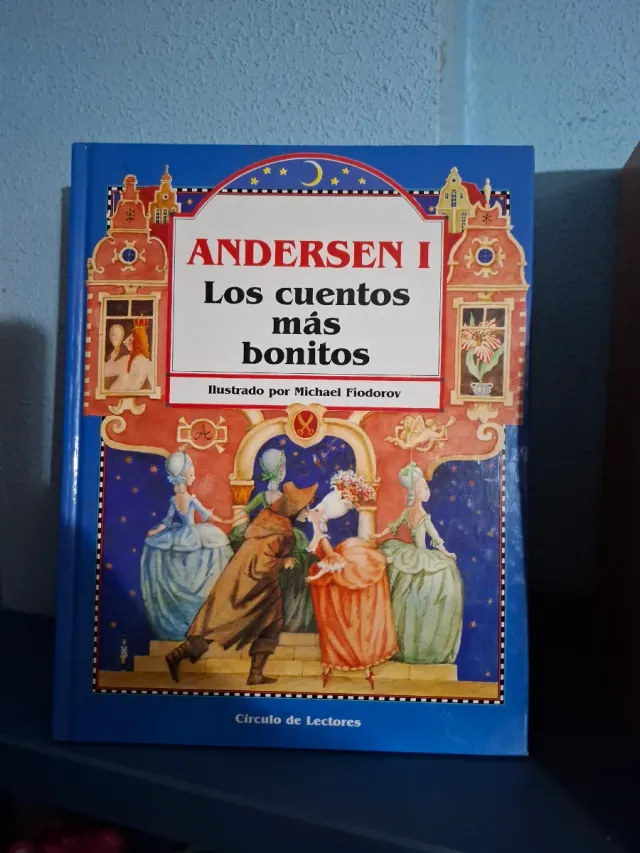 ANDERSEN I
Los cuentos
más
bonitos
Ilustrado por Michael Fiodorov
Círculo de Lectores